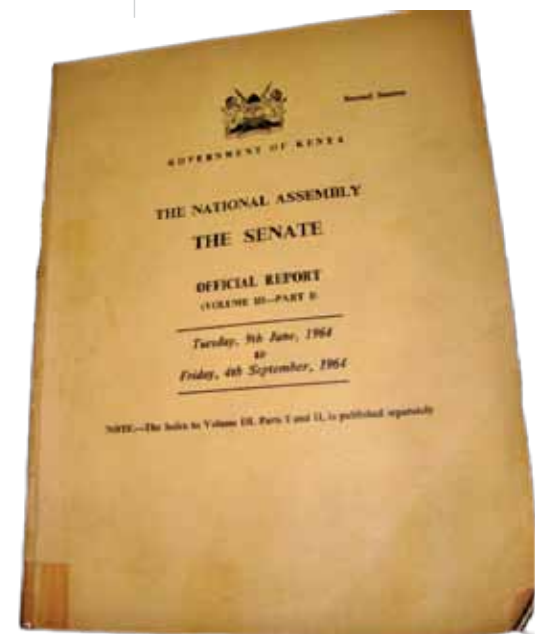 Second Session
GOVERNMENT OF KENYA
THE NATIONAL ASSEMBLY
THE SENATE
OFFICIAL REPORT
(VOLUME III—PART I)
Tuesday, 9th June, 1964
to
Friday, 4th September, 1964
NOTE.—The Index to Volume III, Parts I and II, is published separately